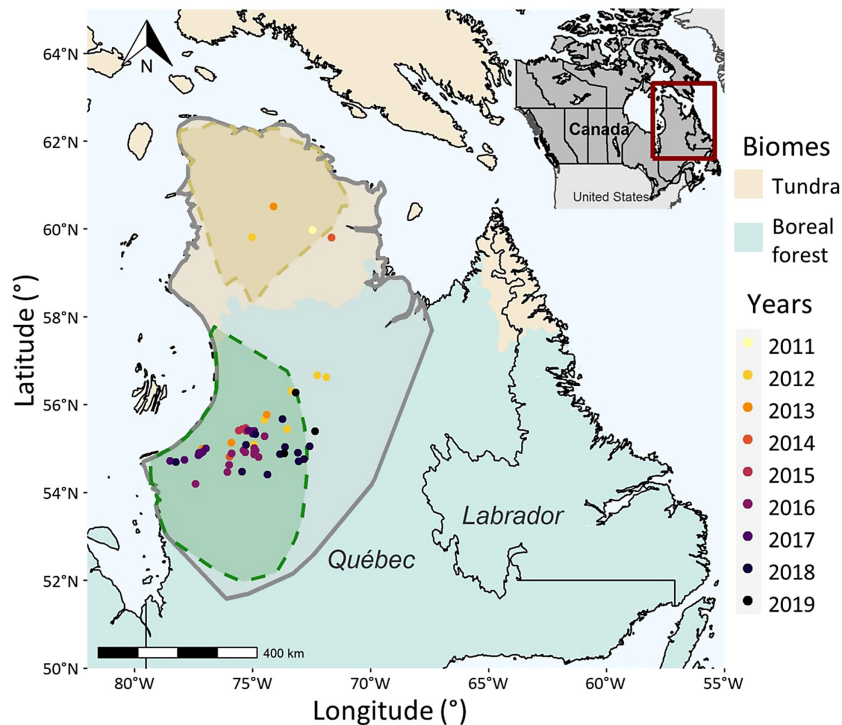 64°N
62°N
60°N
58°N
56°N
54°N
52°N
50°N
Latitude (°)
N
Canada
United States
Labrador
Québec
400 km
80°W
75°W
70°W
65°W
60°W
55°W
Longitude (°)
Biomes
Tundra
Boreal
forest
Years
2011
2012
2013
2014
2015
2016
2017
2018
2019